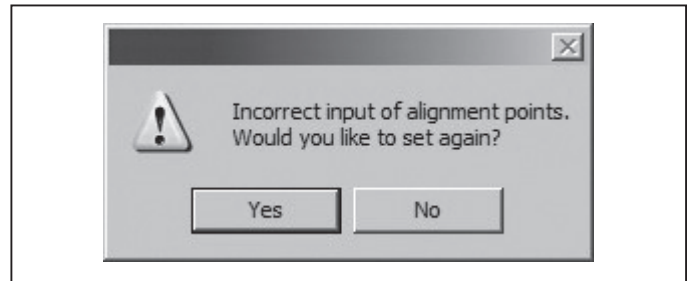 Incorrect input of alignment points.
Would you like to set again?
Yes
No